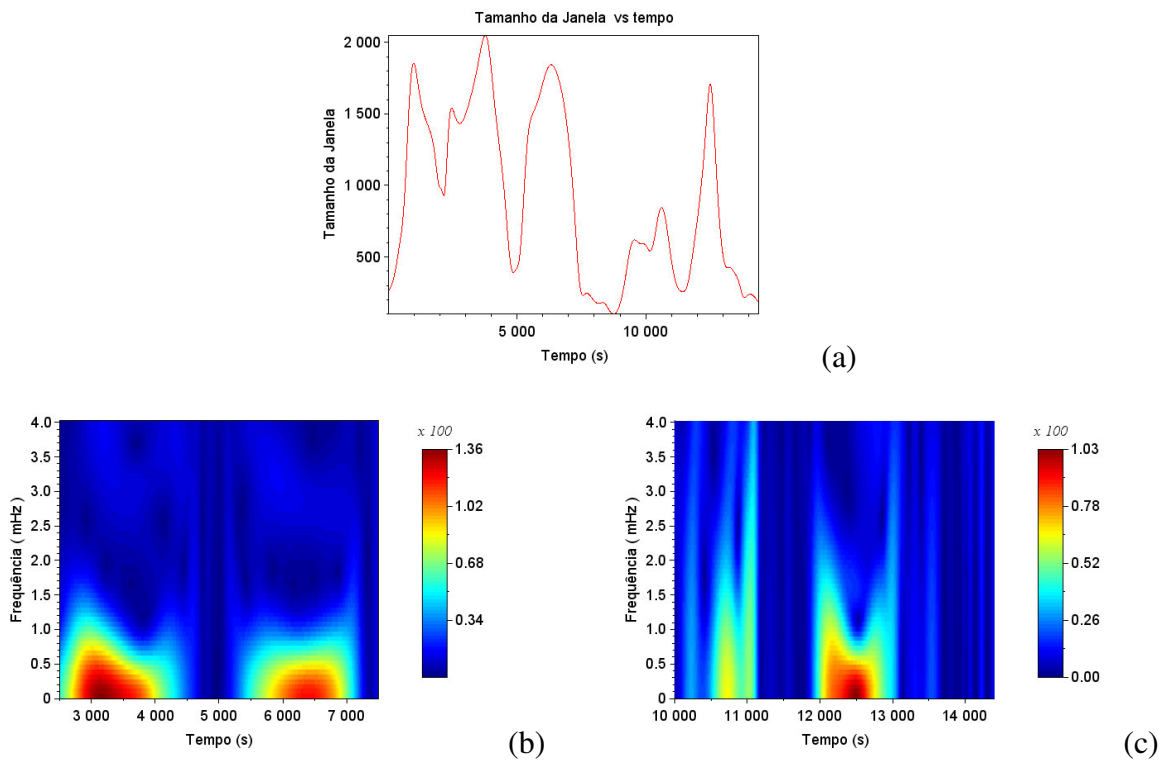 Tamanho da Janela vs tempo
2 000
1 500
1 000
500
Tamanho da Janela
5 000 10 000
Tempo (s)
(a)
4.0
3.5
3.0
2.5
2.0
1.5
1.0
0.5
0
Frequência ( mHz )
3 000 4 000 5 000 6 000 7 000
Tempo (s)
x 100
1.36
1.02
0.68
0.34
(b)
4.0
3.5
3.0
2.5
2.0
1.5
1.0
0.5
0
Frequência ( mHz )
10 000 11 000 12 000 13 000 14 000
Tempo (s)
x 100
1.03
0.78
0.52
0.26
0.00
(c)